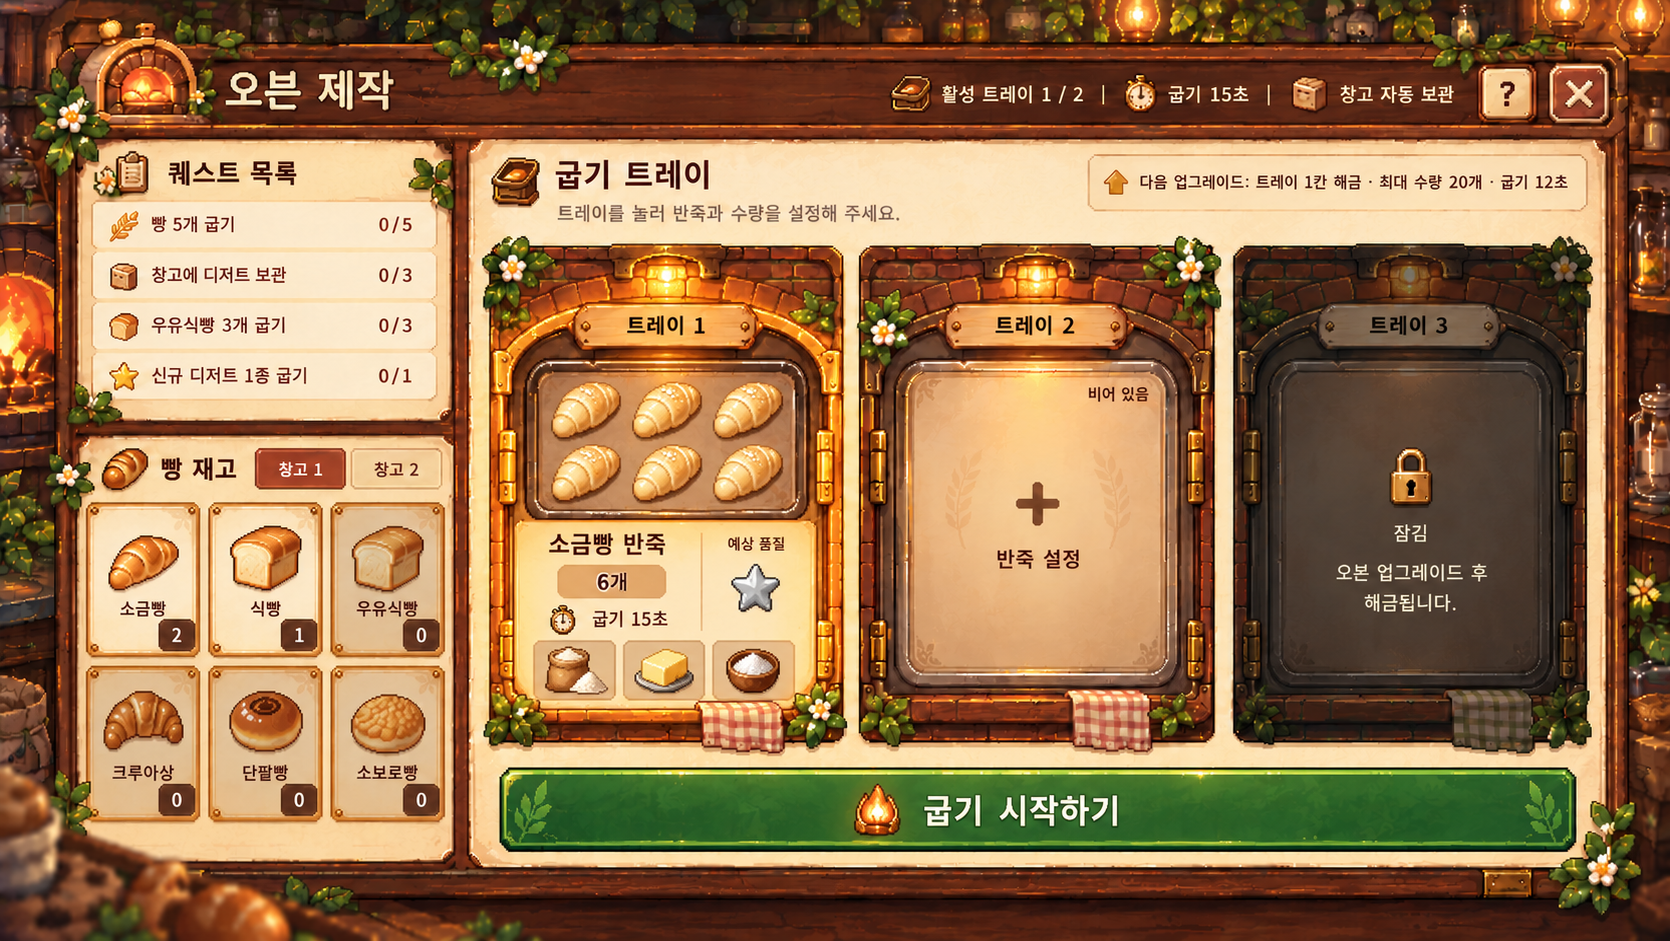 오븐 제작
활성 트레이 1 / 2 | 굽기 15초 | 창고 자동 보관
?
퀘스트 목록
빵 5개 굽기 0/5
창고에 디저트 보관 0/3
우유식빵 3개 굽기 0/3
신규 디저트 1종 굽기 0/1
빵 재고
창고 1
창고 2
소금빵
2
식빵
1
우유식빵
0
크루아상
0
단팥빵
0
소보로빵
0
굽기 트레이
트레이를 눌러 반죽과 수량을 설정해 주세요.
다음 업그레이드: 트레이 1칸 해금 · 최대 수량 20개 · 굽기 12초
트레이 1
소금빵 반죽
6개
굽기 15초
예상 품질
트레이 2
비어 있음
반죽 설정
트레이 3
잠김
오본 업그레이드 후
해금됩니다.
굽기 시작하기